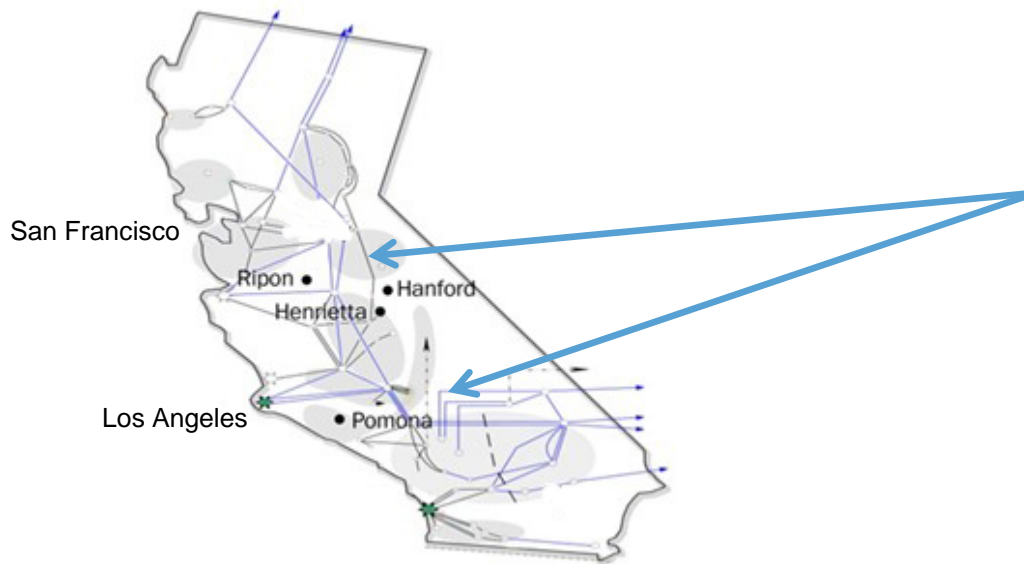 San Francisco
Ripon
Hanford
Henrietta
Los Angeles
Pomona